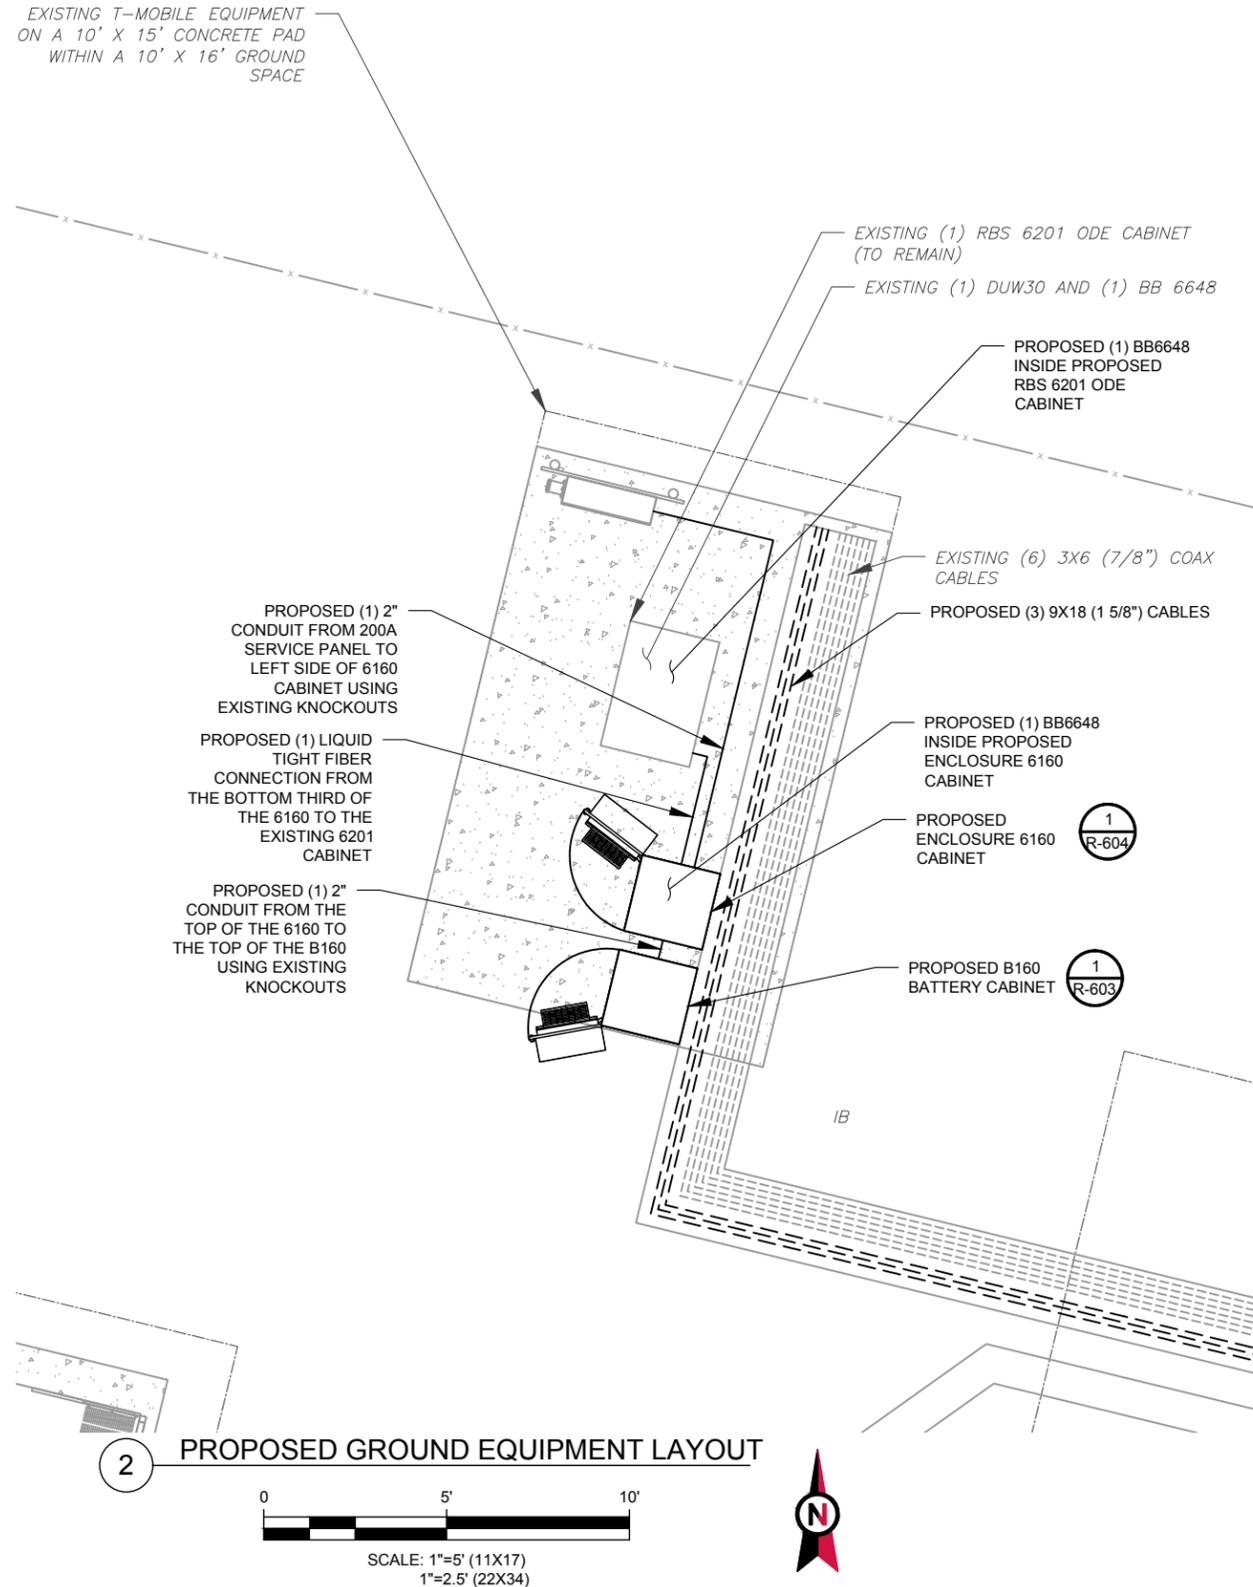 EXISTING T-MOBILE EQUIPMENT
ON A 10' X 15' CONCRETE PAD
WITHIN A 10' X 16' GROUND
SPACE
EXISTING (1) RBS 6201 ODE CABINET
(TO REMAIN)
EXISTING (1) DUW30 AND (1) BB 6648
PROPOSED (1) BB6648
INSIDE PROPOSED
RBS 6201 ODE
CABINET
EXISTING (6) 3X6 (7/8") COAX
CABLES
PROPOSED (3) 9X18 (1 5/8") CABLES
PROPOSED (1) 2"
CONDUIT FROM 200A
SERVICE PANEL TO
LEFT SIDE OF 6160
CABINET USING
EXISTING KNOCKOUTS
PROPOSED (1) LIQUID
TIGHT FIBER
CONNECTION FROM
THE BOTTOM THIRD OF
THE 6160 TO THE
EXISTING 6201
CABINET
PROPOSED (1) 2"
CONDUIT FROM THE
TOP OF THE 6160 TO
THE TOP OF THE B160
USING EXISTING
KNOCKOUTS
PROPOSED (1) BB6648
INSIDE PROPOSED
ENCLOSURE 6160
CABINET
PROPOSED
ENCLOSURE 6160
CABINET
1
R-604
PROPOSED B160
BATTERY CABINET
1
R-603
IB
2
PROPOSED GROUND EQUIPMENT LAYOUT
0 5' 10'
SCALE: 1"=5' (11X17)
1"=2.5' (22X34)
N